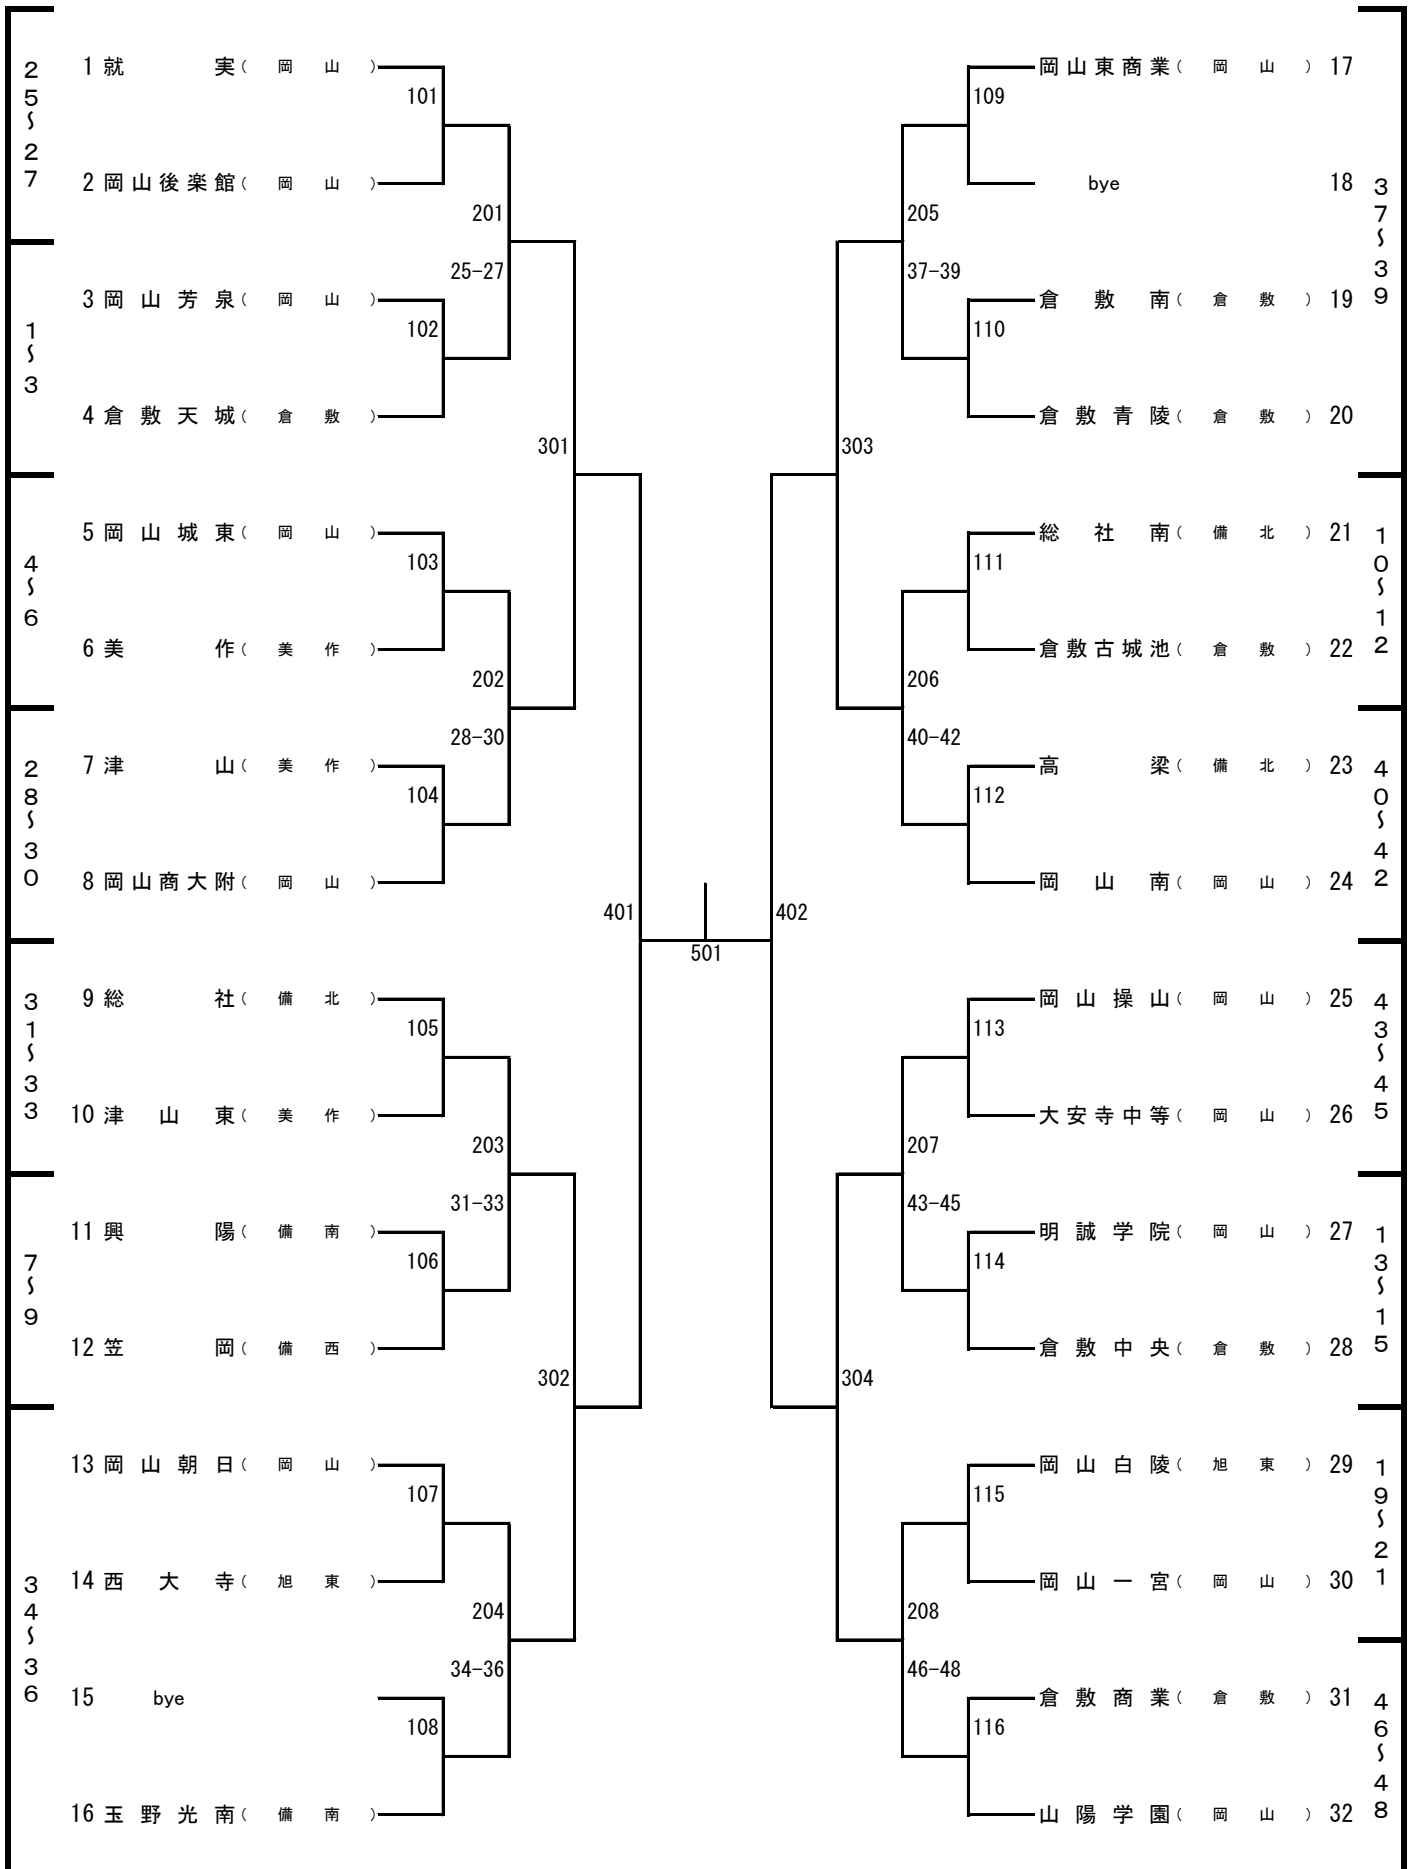 25～27
1就実（岡山）
101
2岡山後楽館（岡山）
201
25-27
1～3
3岡山芳泉（岡山）
102
4倉敷天城（倉敷）
301
4～6
5岡山城東（岡山）
103
6美作（美作）
202
28-30
28～30
7津山（美作）
104
8岡山商大附（岡山）
401
31～33
9総社（備北）
105
10津山東（美作）
203
31-33
7～9
11興陽（備南）
106
12笠岡（備西）
302
34～36
13岡山朝日（岡山）
107
14西大寺（旭東）
204
34-36
15 bye
108
16玉野光南（備南）
501
岡山東商業（岡山）17
109
bye 18
205
37-39
37～39
倉敷南（倉敷）19
110
倉敷青陵（倉敷）20
303
総社南（備北）21
10～12
111
倉敷古城池（倉敷）22
206
40-42
高梁（備北）23
40～42
112
岡山南（岡山）24
402
岡山操山（岡山）25
43～45
113
大安寺中等（岡山）26
207
43-45
明誠学院（岡山）27
13～15
114
倉敷中央（倉敷）28
304
岡山白陵（旭東）29
19～21
115
岡山一宮（岡山）30
208
46-48
倉敷商業（倉敷）31
46～48
116
山陽学園（岡山）32